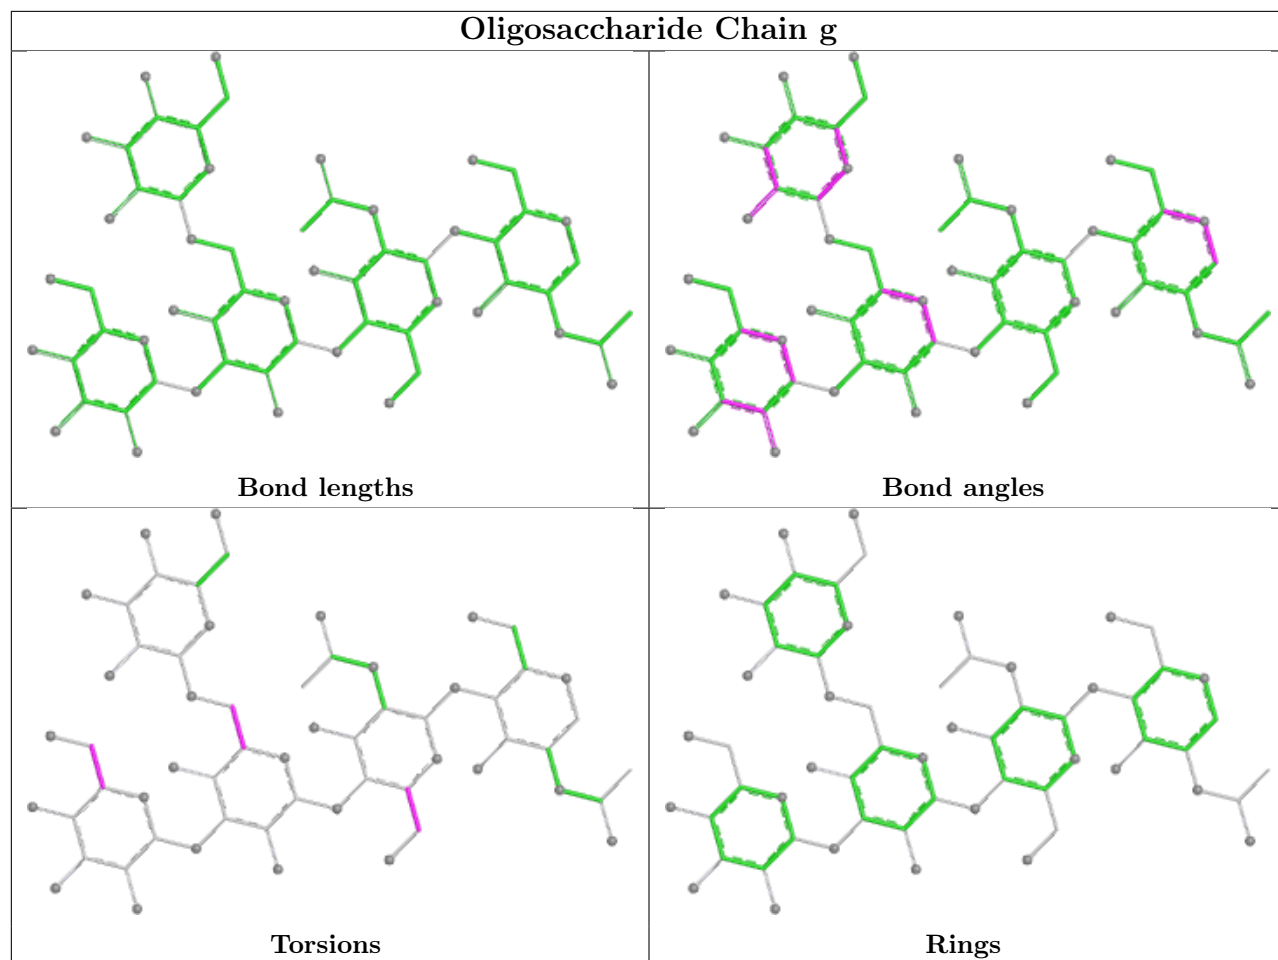 Oligosaccharide Chain g
Bond lengths
Bond angles
Torsions
Rings